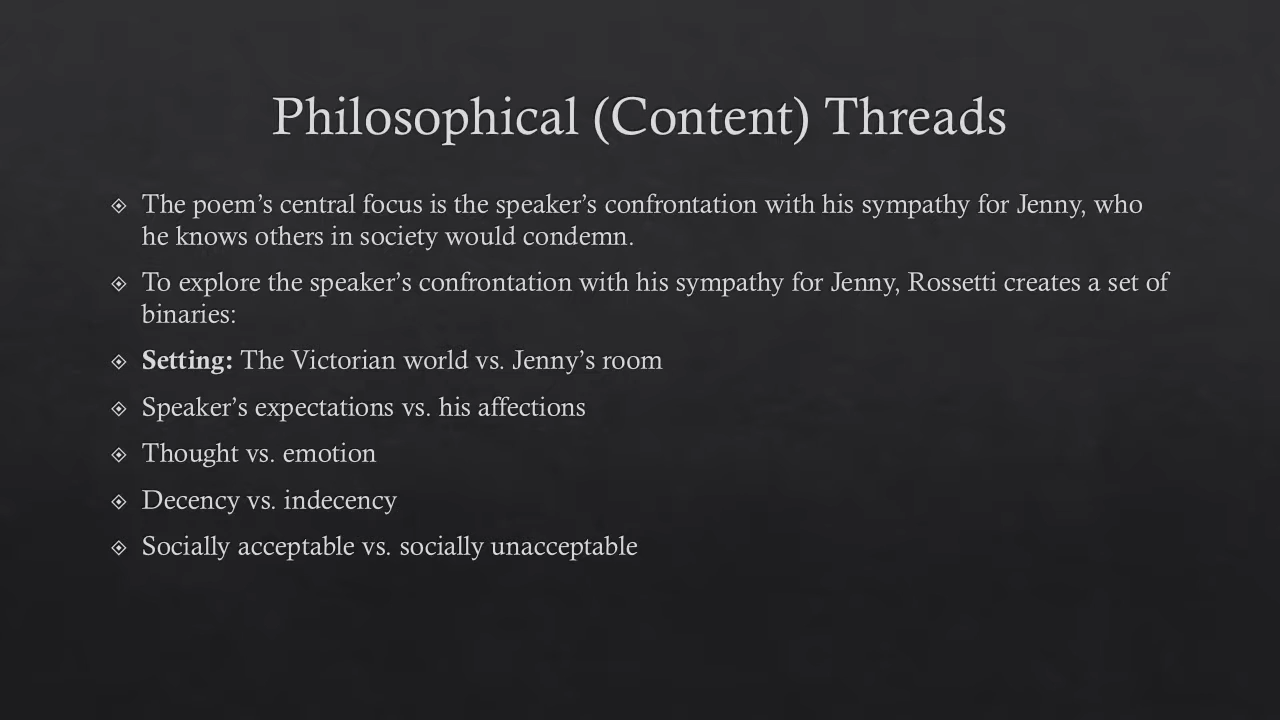 Philosophical (Content) Threads
The poem’s central focus is the speaker’s confrontation with his sympathy for Jenny, who
he knows others in society would condemn.
To explore the speaker’s confrontation with his sympathy for Jenny, Rossetti creates a set of
binaries:
Setting: The Victorian world vs. Jenny’s room
Speaker’s expectations vs. his affections
Thought vs. emotion
Decency vs. indecency
Socially acceptable vs. socially unacceptable